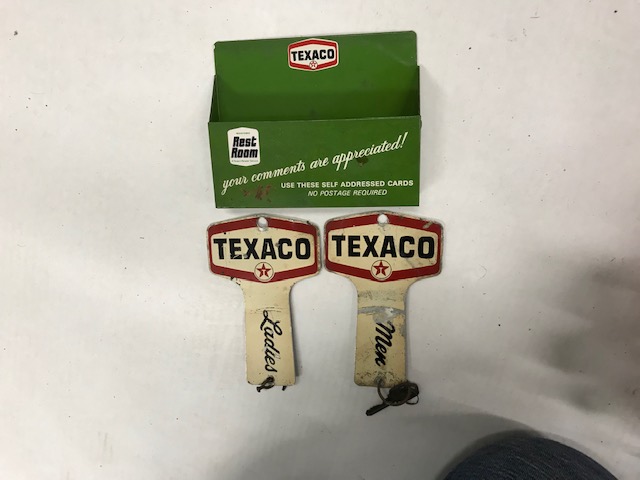 TEXACO
Rest
Room
your comments are appreciated!
USE THESE SELF ADDRESSED CARDS
NO POSTAGE REQUIRED
TEXACO
T
Ladies
TEXACO
T
Men